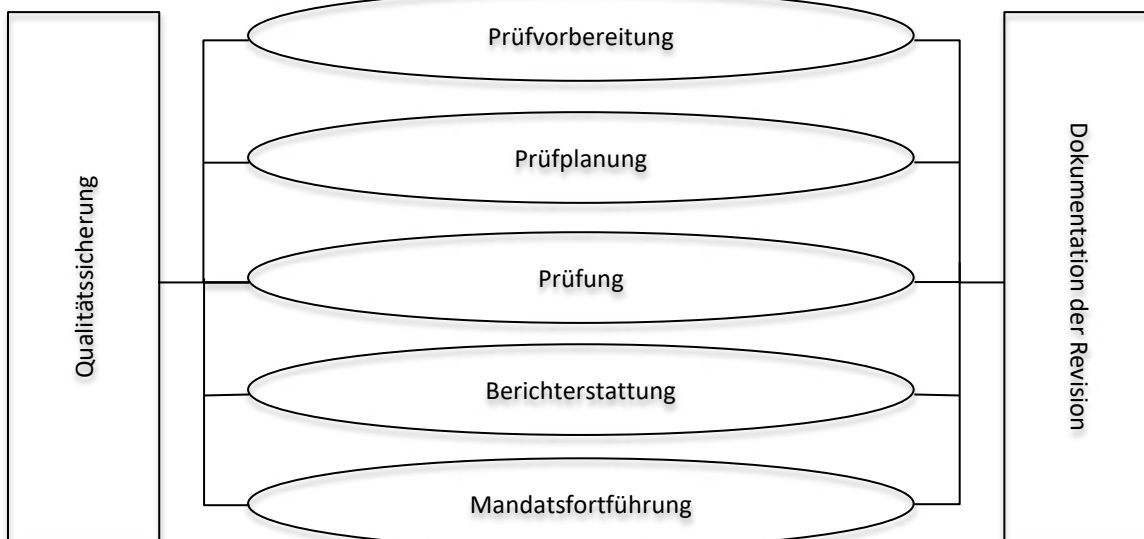 Qualitätssicherung
Prüfvorbereitung
Prüfplanung
Prüfung
Berichterstattung
Mandatsfortführung
Dokumentation der Revision